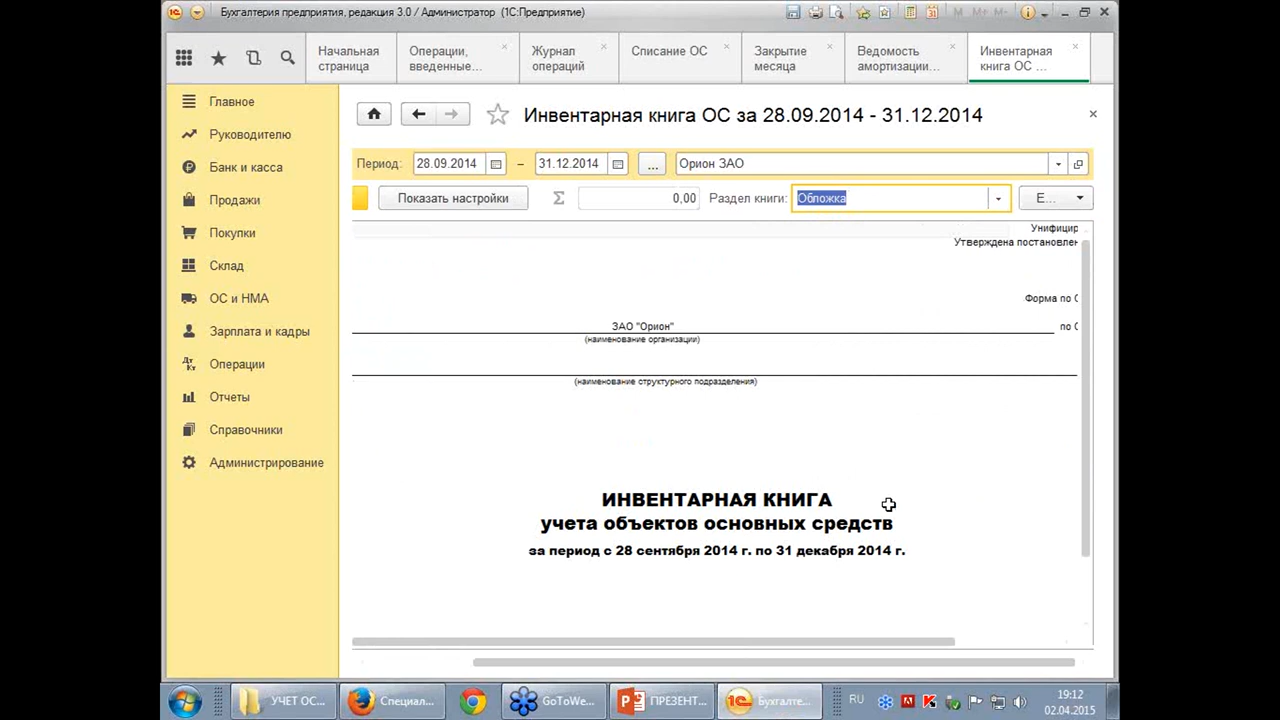 Бухгалтерия предприятия, редакция 3.0 / Администратор (1С:Предприятие)
M M+ M-
Начальная страница
Операции, введенные...
Журнал операций
Списание ОС
Закрытие месяца
Ведомость амортизации...
Инвентарная книга ОС ...
Главное
Руководителю
Банк и касса
Продажи
Покупки
Склад
ОС и НМА
Зарплата и кадры
Операции
Отчеты
Справочники
Администрирование
Инвентарная книга ОС за 28.09.2014 - 31.12.2014
Период: 28.09.2014 – 31.12.2014 ... Орион ЗАО
Показать настройки Σ 0,00 Раздел книги: Обложка Е...
Унифицир
Утверждена постановлен
Форма по О
ЗАО "Орион" по О
(наименование организации)
(наименование структурного подразделения)
ИНВЕНТАРНАЯ КНИГА
учета объектов основных средств
за период с 28 сентября 2014 г. по 31 декабря 2014 г.
УЧЕТ ОС... Специал... GoToWe... ПРЕЗЕНТ... Бухгалте... RU 19:12
02.04.2015